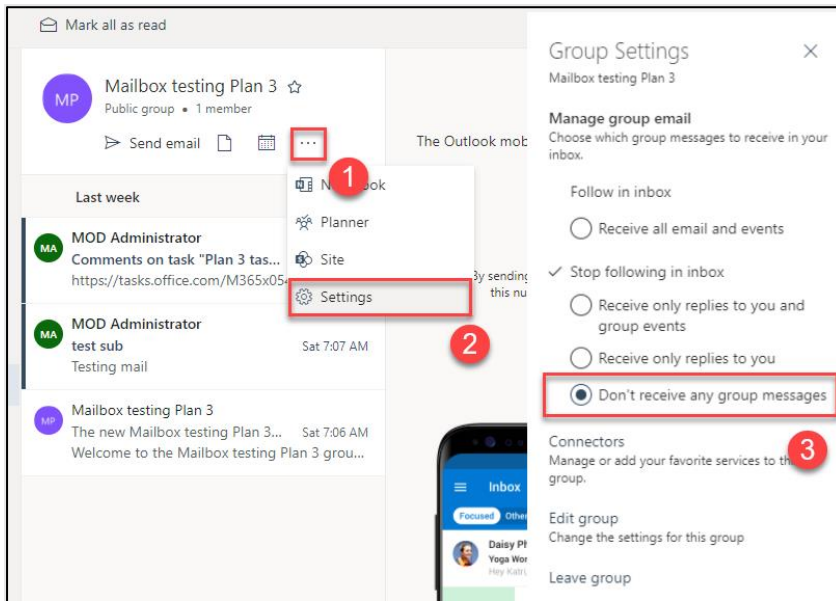 Mark all as read
MP
Mailbox testing Plan 3
Public group • 1 member
Send email
...
1
Planner
Site
Settings
2
Last week
MA
MOD Administrator
Comments on task "Plan 3 tas...
https://tasks.office.com/M365x05
MA
MOD Administrator
test sub Sat 7:07 AM
Testing mail
MP
Mailbox testing Plan 3
The new Mailbox testing Plan 3... Sat 7:06 AM
Welcome to the Mailbox testing Plan 3 grou...
The Outlook mob
By sending
this nu
Inbox
Focused Othe
Daisy Ph
Yoga Wor
Hey Katri,
Group Settings
Mailbox testing Plan 3
Manage group email
Choose which group messages to receive in your
inbox.
Follow in inbox
Receive all email and events
Stop following in inbox
Receive only replies to you and
group events
Receive only replies to you
Don't receive any group messages
3
Connectors
Manage or add your favorite services to th
group.
Edit group
Change the settings for this group
Leave group